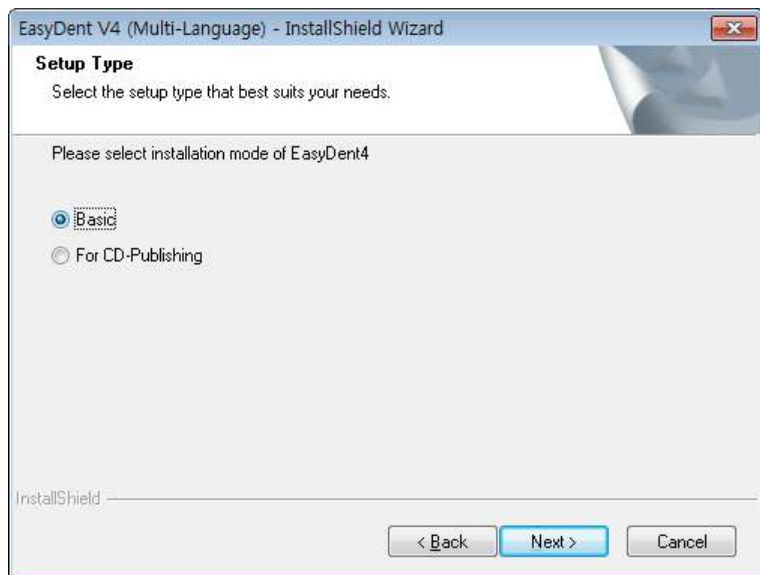 EasyDent V4 (Multi-Language) - InstallShield Wizard
Setup Type
Select the setup type that best suits your needs.
Please select installation mode of EasyDent4
Basic
For CD-Publishing
InstallShield
< Back Next > Cancel